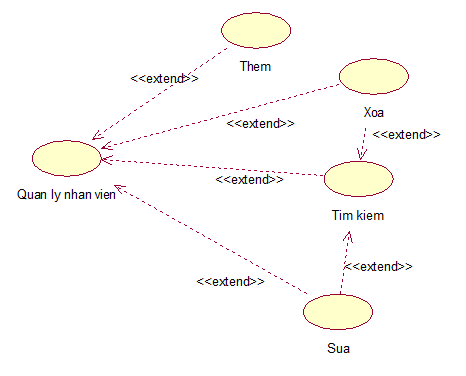 Them
<<extend>>
Xoa
<<extend>>
<<extend>>
<<extend>>
Quan ly nhan vien
Tim kiem
<<extend>>
<<extend>>
Sua